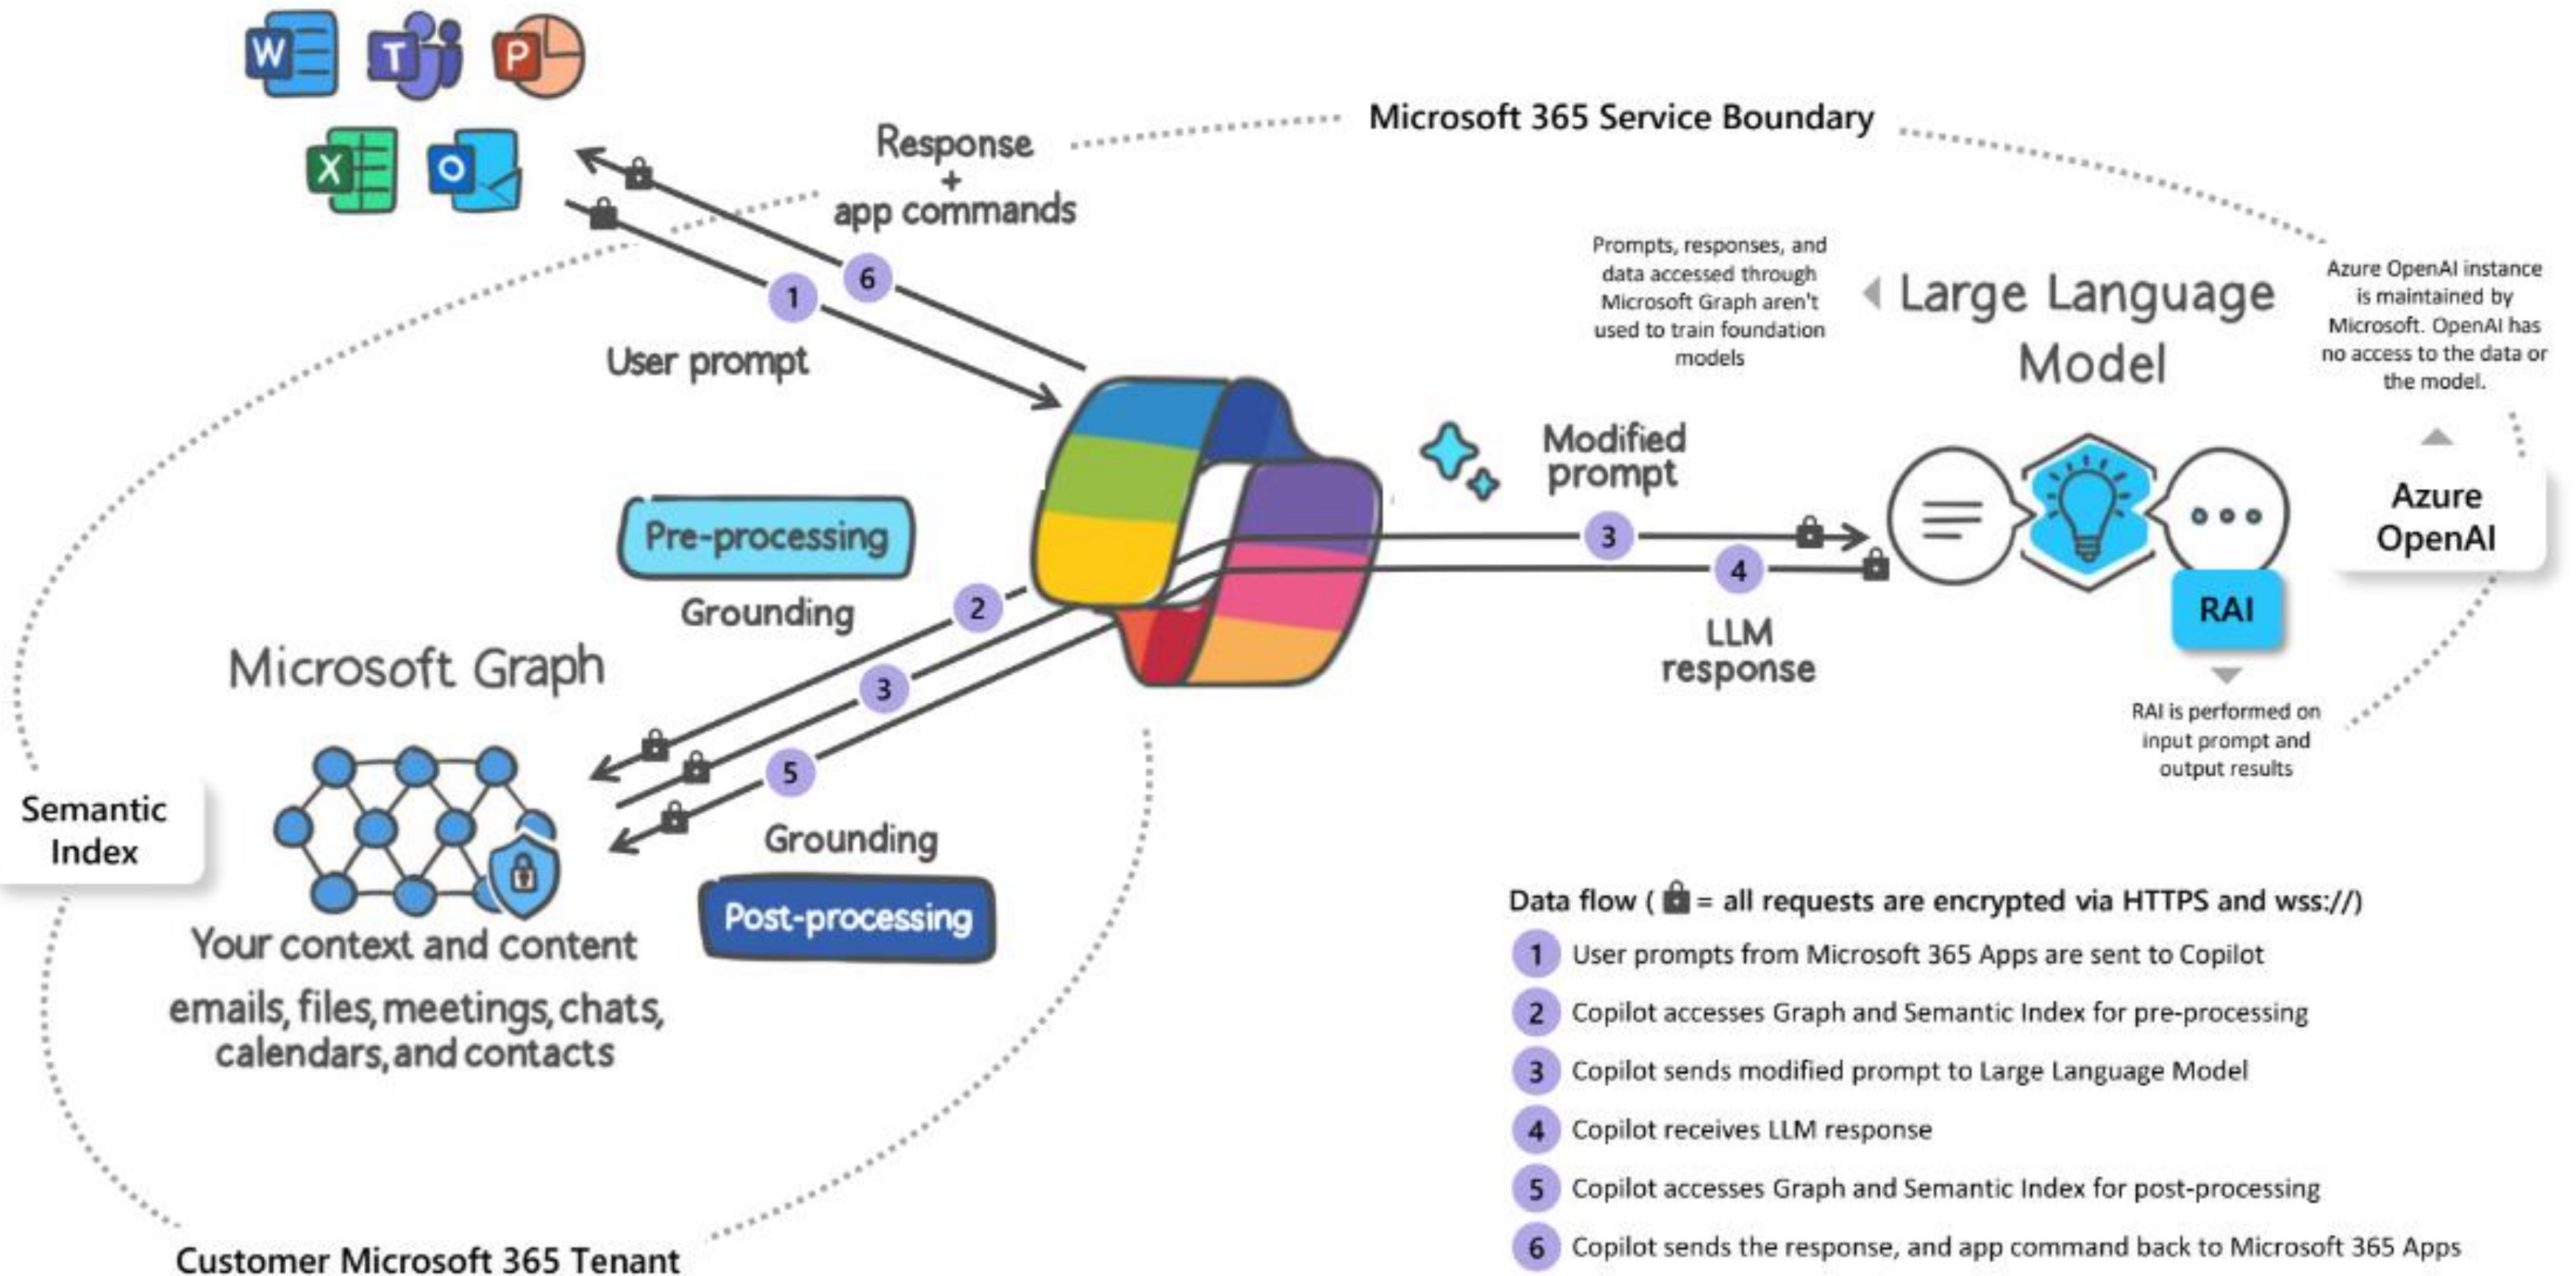 W
T
P
X
O
Microsoft 365 Service Boundary
Response
+
app commands
6
1
User prompt
Prompts, responses, and
data accessed through
Microsoft Graph aren't
used to train foundation
models
Large Language
Model
Azure OpenAI instance
is maintained by
Microsoft. OpenAI has
no access to the data or
the model.
Modified
prompt
3
4
LLM
response
Azure
OpenAI
RAI
RAI is performed on
input prompt and
output results
Pre-processing
Grounding
2
3
5
Microsoft Graph
Semantic
Index
Grounding
Post-processing
Your context and content
emails, files, meetings, chats,
calendars, and contacts
Customer Microsoft 365 Tenant
Data flow ( = all requests are encrypted via HTTPS and wss://)
1 User prompts from Microsoft 365 Apps are sent to Copilot
2 Copilot accesses Graph and Semantic Index for pre-processing
3 Copilot sends modified prompt to Large Language Model
4 Copilot receives LLM response
5 Copilot accesses Graph and Semantic Index for post-processing
6 Copilot sends the response, and app command back to Microsoft 365 Apps